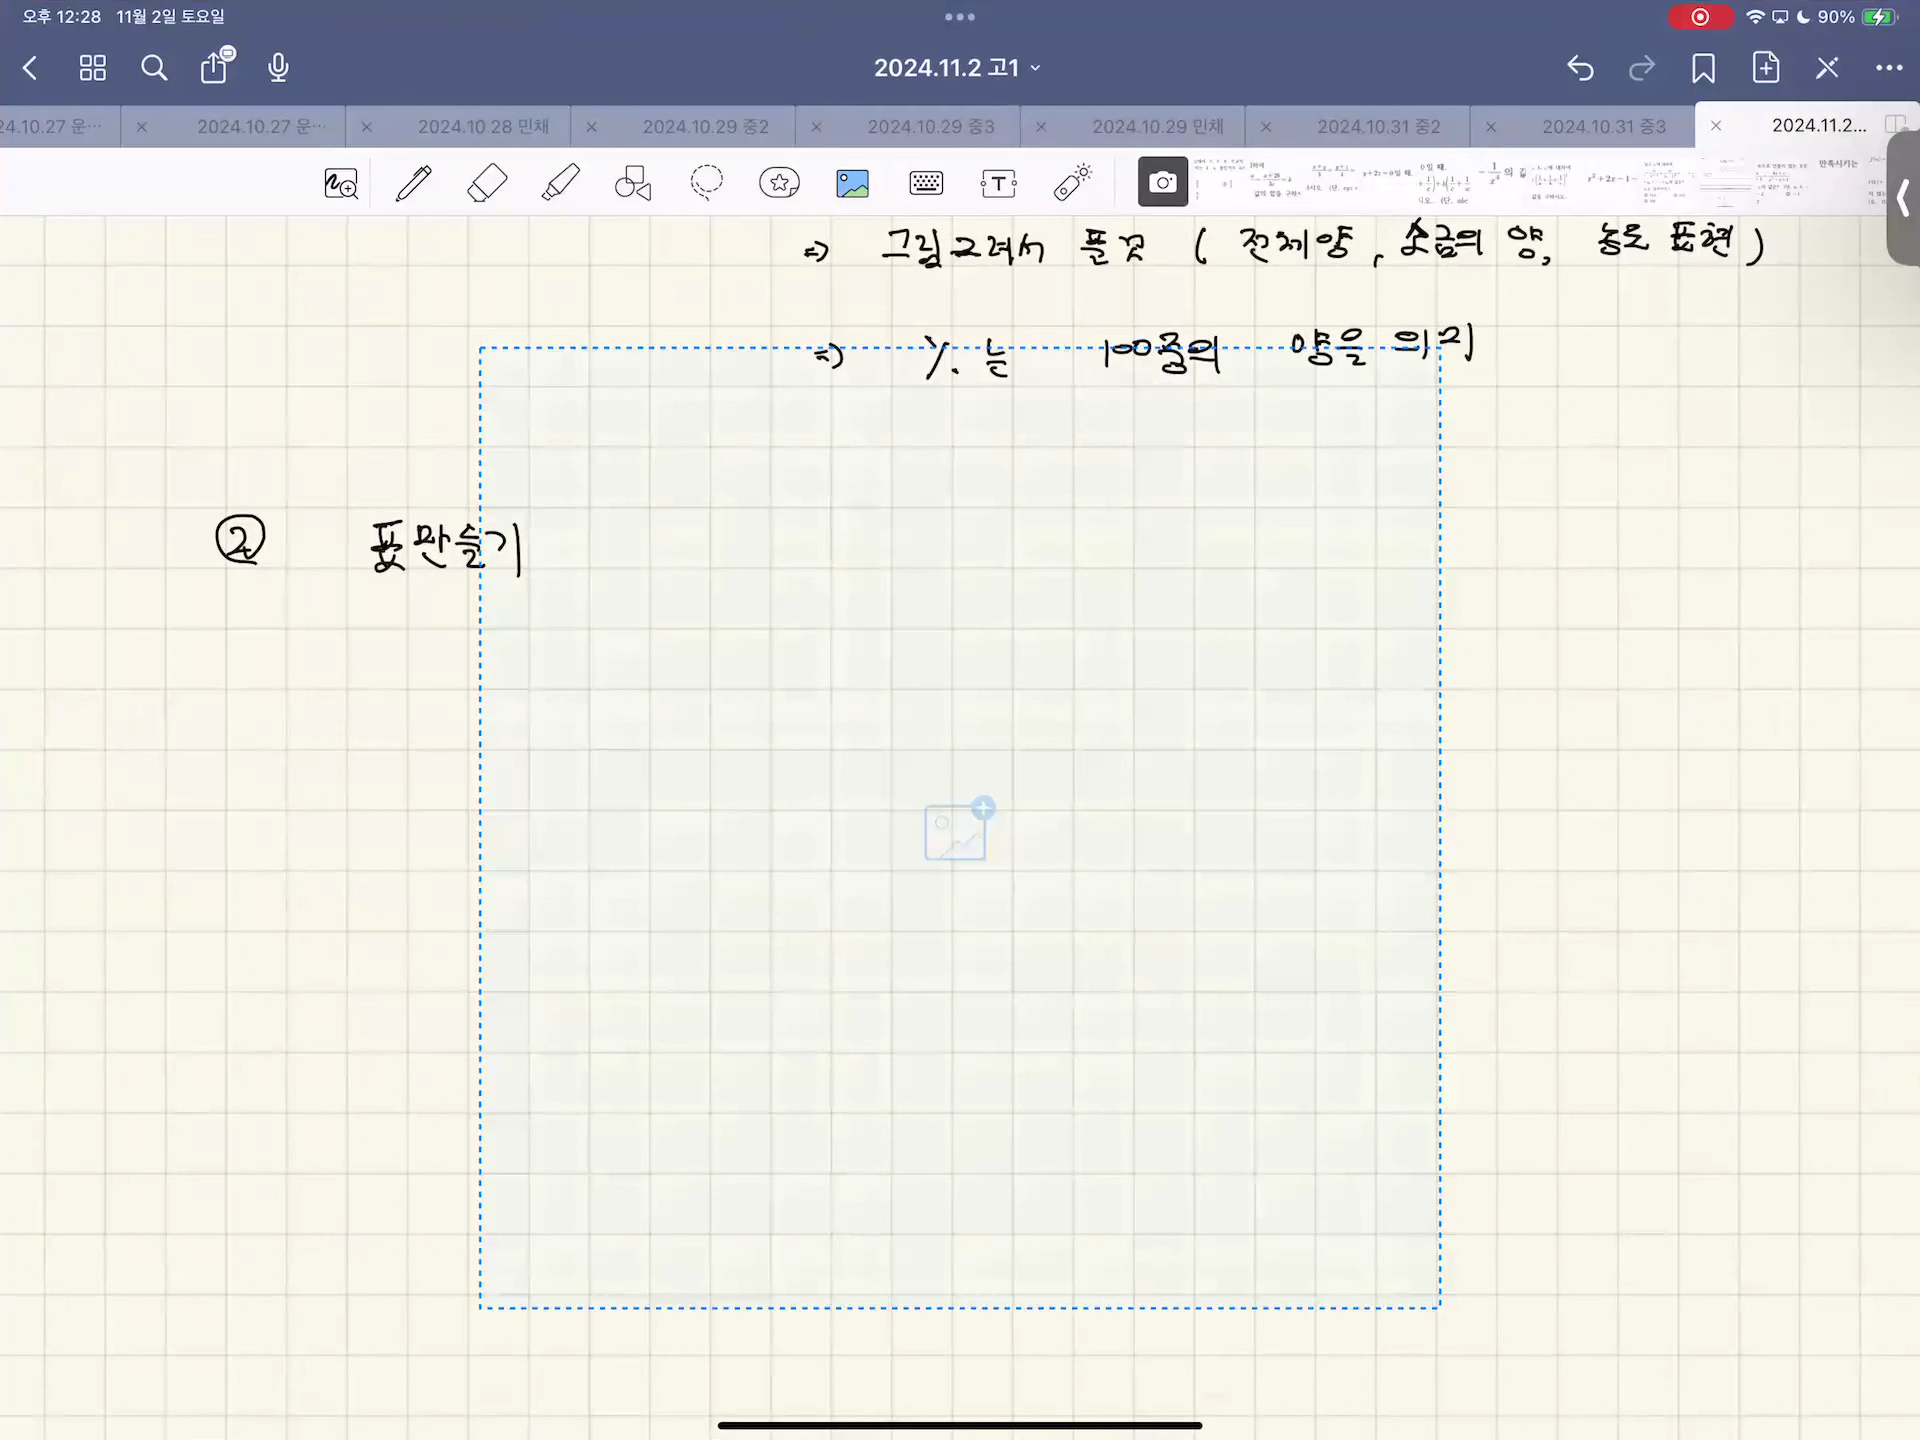 오후 12:28 11월 2일 토요일
90%
2024.11.2 고1
24.10.27 운…
2024.10.27 운…
2024.10.28 민채
2024.10.29 중2
2024.10.29 중3
2024.10.29 민채
2024.10.31 중2
2024.10.31 중3
2024.11.2...
⇒ 그림그려서 풀것 ( 전체양, 소금의 양, 농도 표현 )
⇒ %는 100중의 양을 의미
② 표만들기